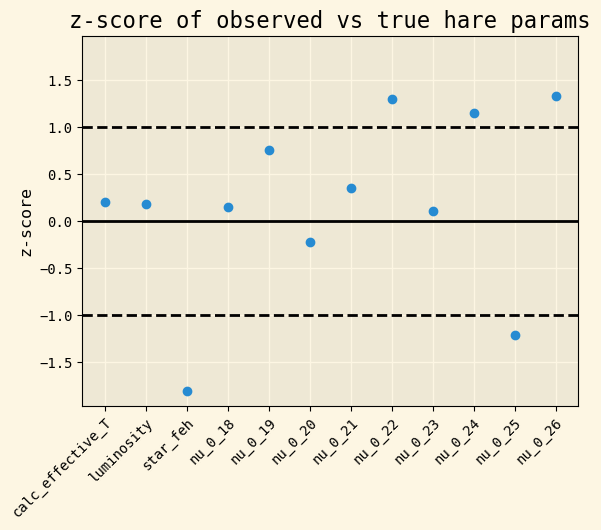 z-score of observed vs true hare params
z-score
1.5
1.0
0.5
0.0
−0.5
−1.0
−1.5
calc_effective_T
luminosity
star_feh
nu_0_18
nu_0_19
nu_0_20
nu_0_21
nu_0_22
nu_0_23
nu_0_24
nu_0_25
nu_0_26